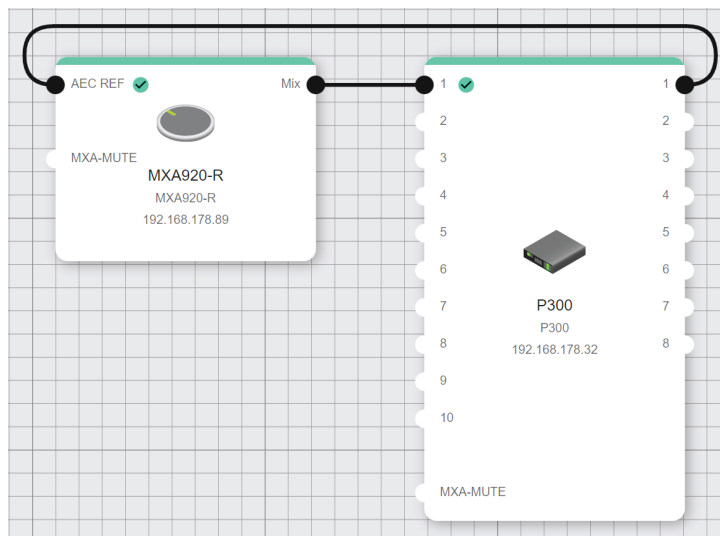 AEC REF
Mix
MXA-MUTE
MXA920-R
MXA920-R
192.168.178.89
1
1
2
2
3
3
4
4
5
5
6
6
P300
7
7
P300
8
8
192.168.178.32
9
10
MXA-MUTE